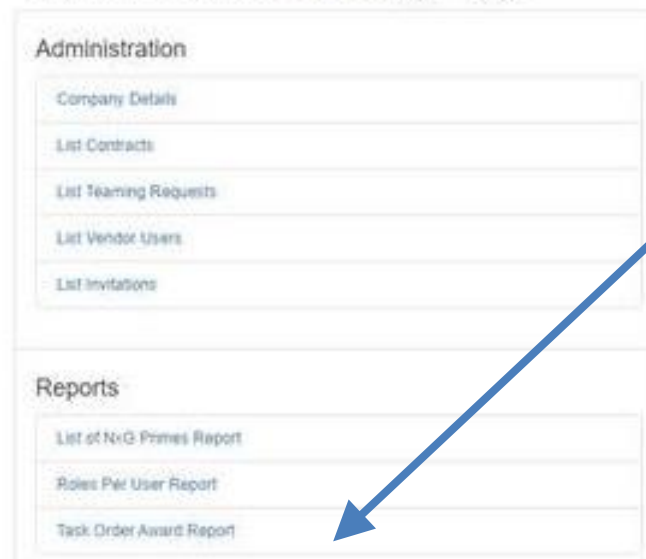 Administration
Company Details
List Contracts
List Teaming Requests
List Vendor Users
List Invitations
Reports
List of NxG Primes Report
Roles Per User Report
Task Order Award Report